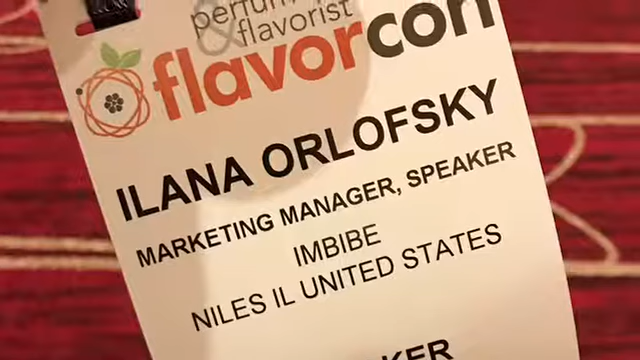 perfumer
& flavorist
flavorcon
ILANA ORLOFSKY
MARKETING MANAGER, SPEAKER
IMBIBE
NILES IL UNITED STATES